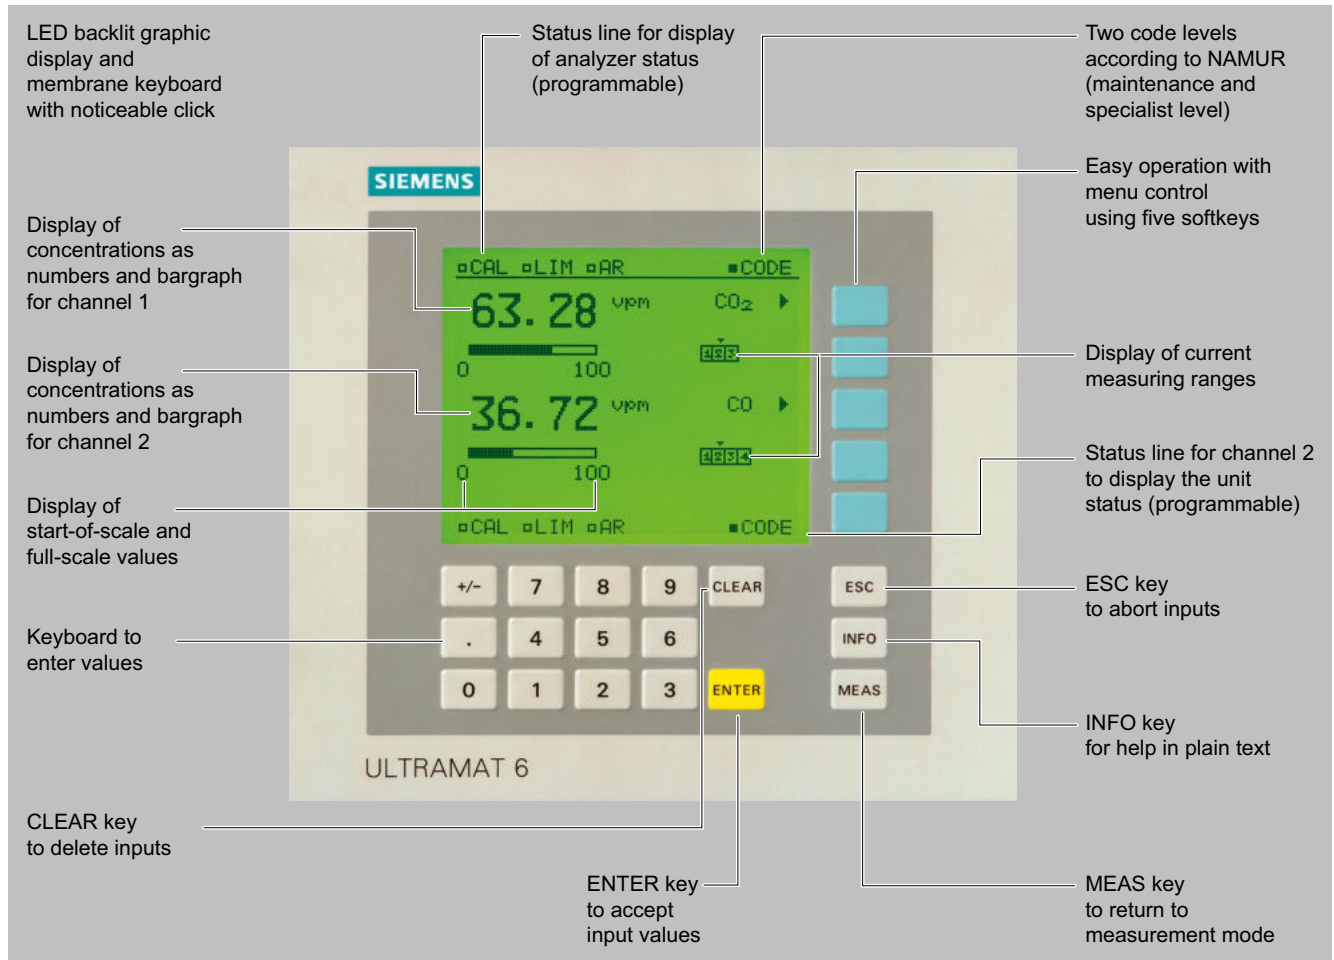 LED backlit graphic
display and
membrane keyboard
with noticeable click
Status line for display
of analyzer status
(programmable)
Two code levels
according to NAMUR
(maintenance and
specialist level)
Easy operation with
menu control
using five softkeys
Display of
concentrations as
numbers and bargraph
for channel 1
Display of
concentrations as
numbers and bargraph
for channel 2
Display of
start-of-scale and
full-scale values
Keyboard to
enter values
CLEAR key
to delete inputs
SIEMENS
CAL LIM AR CODE
63.28 vpm CO₂
1 2 3
0 100
36.72 vpm CO
1 2 3 4
0 100
CAL LIM AR CODE
+/- 7 8 9 CLEAR ESC
. 4 5 6 INFO
0 1 2 3 ENTER MEAS
ULTRAMAT 6
Display of current
measuring ranges
Status line for channel 2
to display the unit
status (programmable)
ESC key
to abort inputs
INFO key
for help in plain text
ENTER key
to accept
input values
MEAS key
to return to
measurement mode